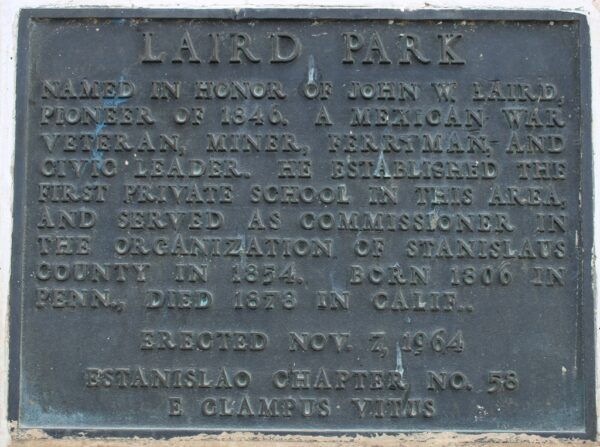 LAIRD PARK
NAMED IN HONOR OF JOHN W. LAIRD,
PIONEER OF 1846. A MEXICAN WAR
VETERAN, MINER, FERRYMAN, AND
CIVIC LEADER. HE ESTABLISHED THE
FIRST PRIVATE SCHOOL IN THIS AREA,
AND SERVED AS COMMISSIONER IN
THE ORGANIZATION OF STANISLAUS
COUNTY IN 1854. BORN 1806 IN
PENN., DIED 1878 IN CALIF..
ERECTED NOV. 7, 1964
ESTANISLAO CHAPTER, NO. 58
E CLAMPUS VITUS